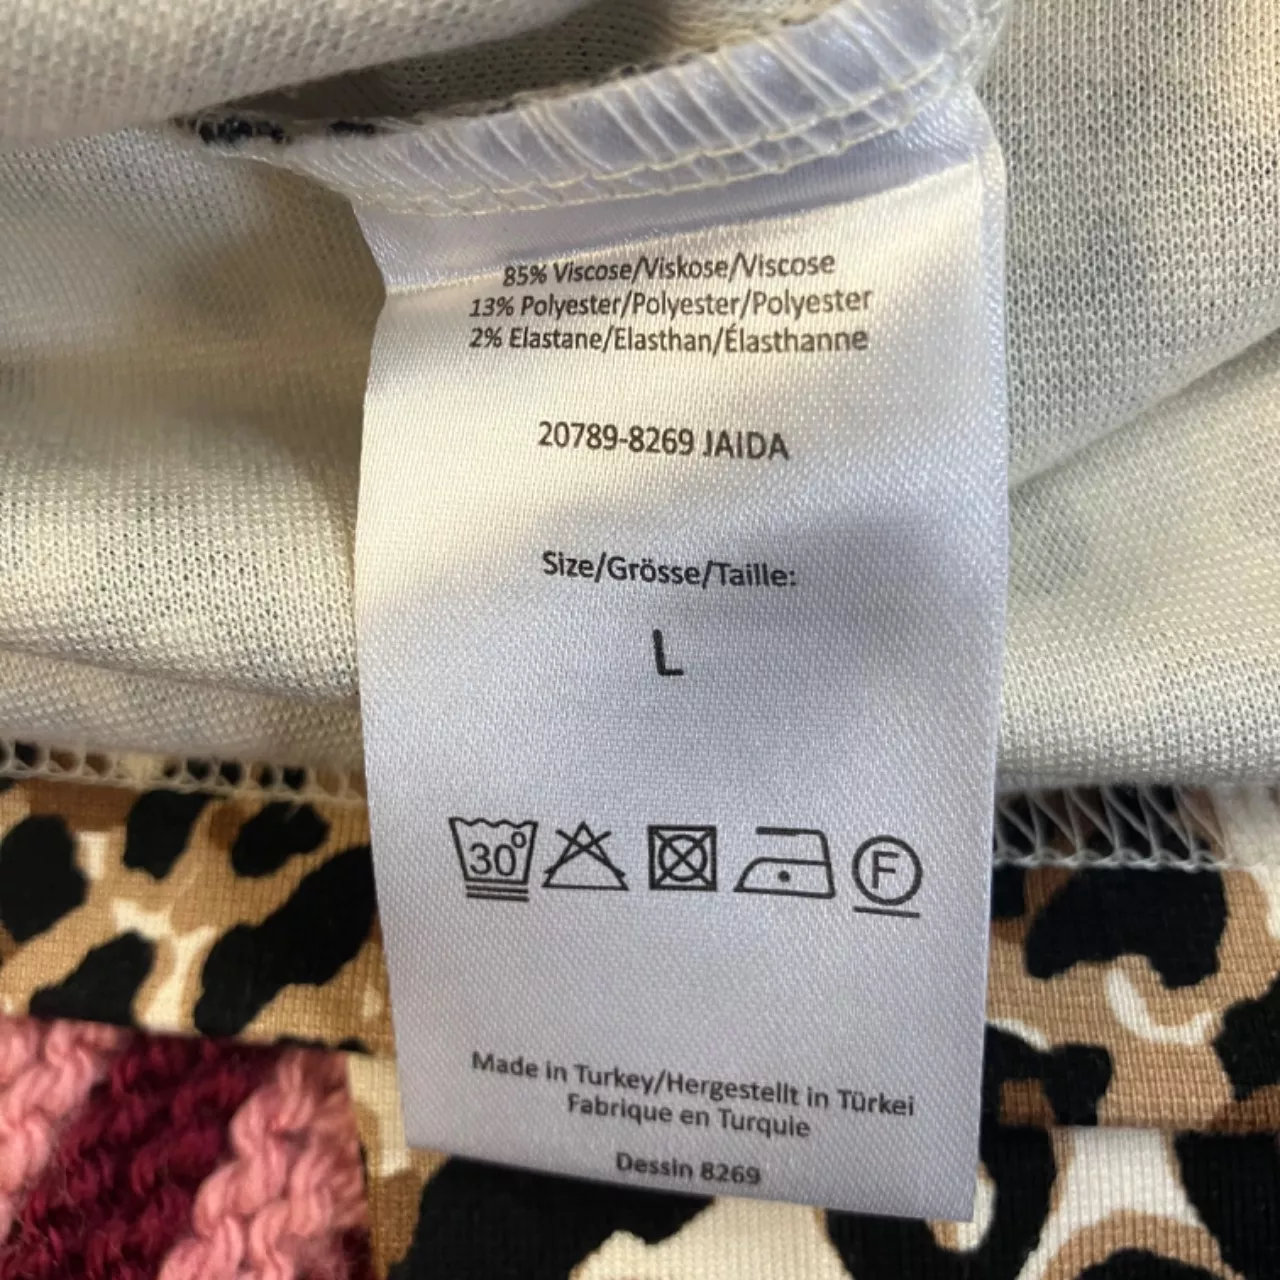 85% Viscose/Viskose/Viscose
13% Polyester/Polyester/Polyester
2% Elastane/Elasthan/Élasthanne
20789-8269 JAIDA
Size/Grösse/Taille:
L
30° F
Made in Turkey/Hergestellt in Türkei
Fabrique en Turquie
Dessin 8269